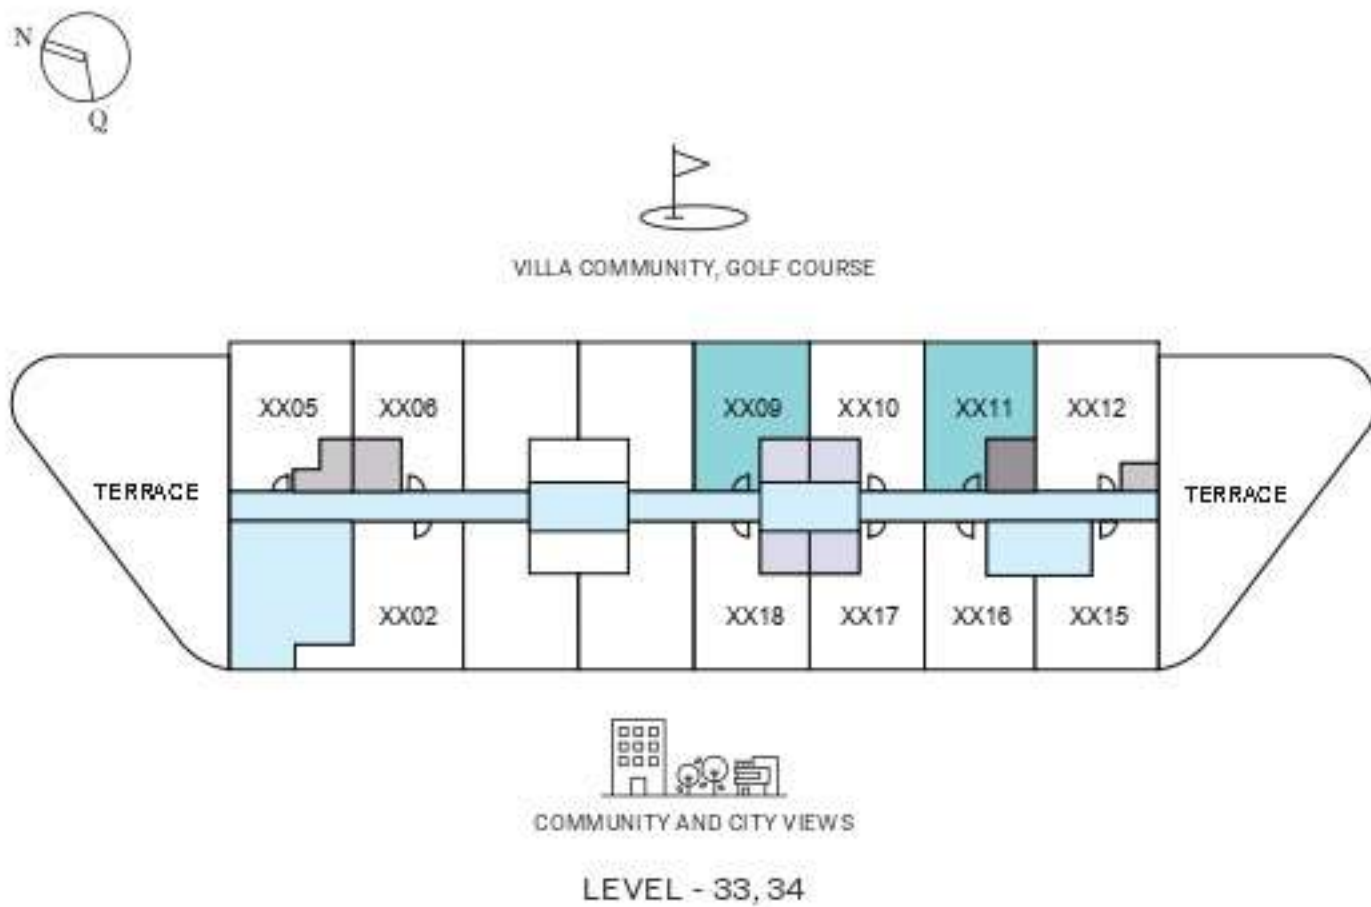 N
Q
VILLA COMMUNITY, GOLF COURSE
XX05 XX06 XX09 XX10 XX11 XX12
TERRACE TERRACE
XX02 XX18 XX17 XX16 XX15
COMMUNITY AND CITY VIEWS
LEVEL - 33, 34